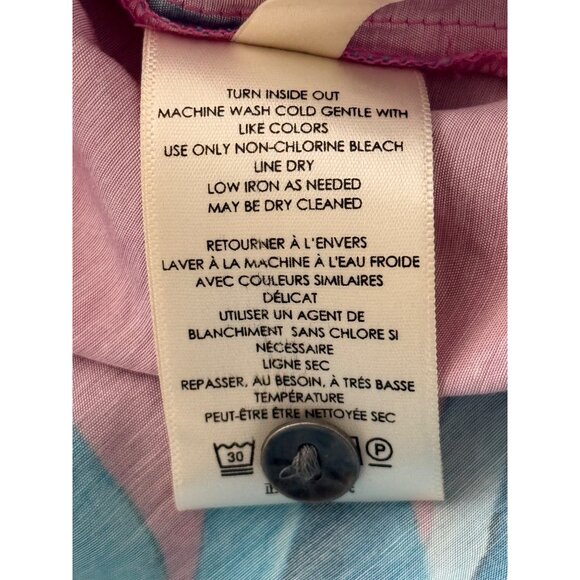 TURN INSIDE OUT
MACHINE WASH COLD GENTLE WITH
LIKE COLORS
USE ONLY NON-CHLORINE BLEACH
LINE DRY
LOW IRON AS NEEDED
MAY BE DRY CLEANED
RETOURNER À L'ENVERS
LAVER À LA MACHINE À L'EAU FROIDE
AVEC COULEURS SIMILAIRES
DÉLICAT
UTILISER UN AGENT DE
BLANCHIMENT SANS CHLORE SI
NÉCESSAIRE
LIGNE SEC
REPASSER, AU BESOIN, À TRÉS BASSE
TEMPÉRATURE
PEUT-ÊTRE ÊTRE NETTOYÉE SEC
30 P